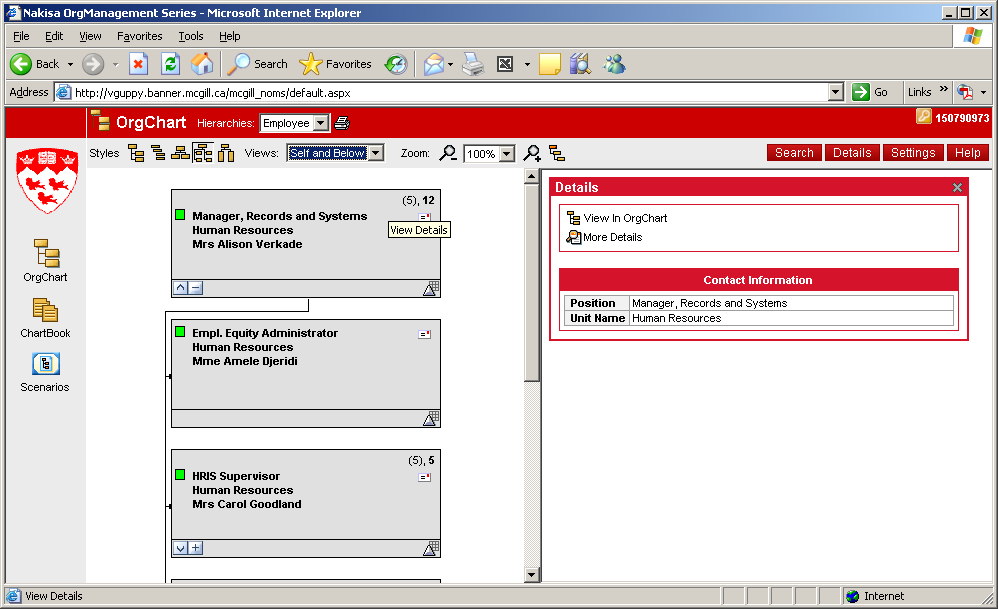 Nakisa OrgManagement Series - Microsoft Internet Explorer
File Edit View Favorites Tools Help
Back Search Favorites
Address http://vguppy.banner.mcgill.ca/mcgill_noms/default.aspx Go Links »
OrgChart Hierarchies: Employee 150790973
Styles Views: Self and Below Zoom: 100% Search Details Settings Help
OrgChart
ChartBook
Scenarios
(5), 12
Manager, Records and Systems
Human Resources
Mrs Alison Verkade
View Details
Empl. Equity Administrator
Human Resources
Mme Amele Djeridi
(5), 5
HRIS Supervisor
Human Resources
Mrs Carol Goodland
Details
View In OrgChart
More Details
Contact Information
Position Manager, Records and Systems
Unit Name Human Resources
View Details Internet